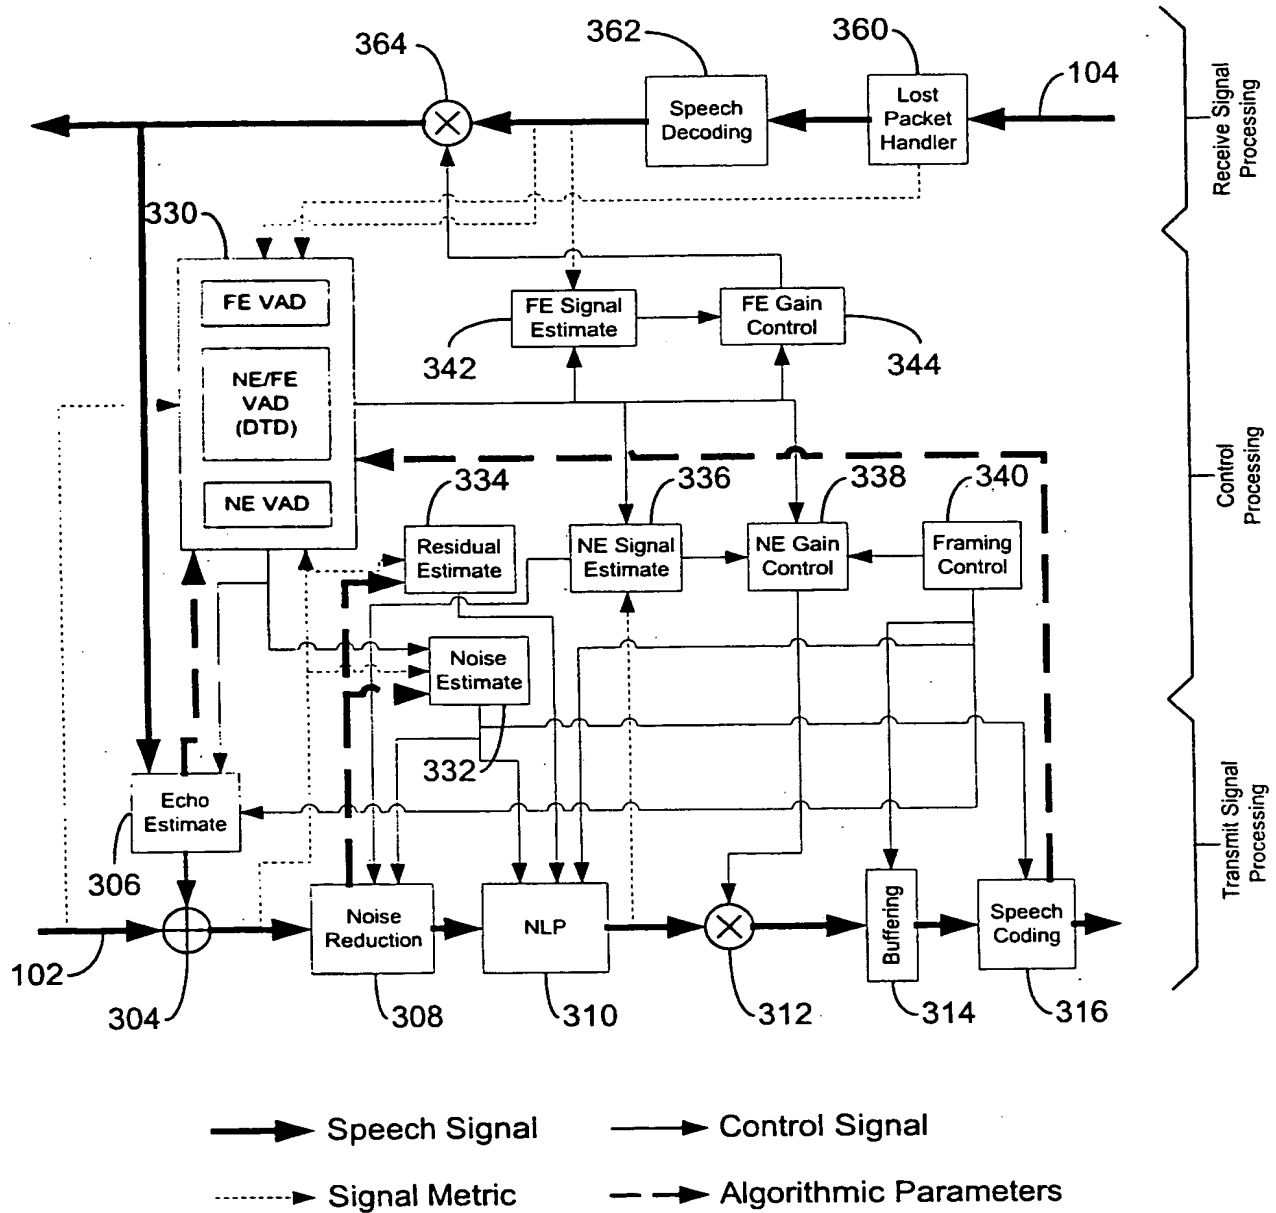 364
362
360
104
Speech
Decoding
Lost
Packet
Handler
Receive Signal
Processing
330
FE VAD
NE/FE
VAD
(DTD)
NE VAD
FE Signal
Estimate
FE Gain
Control
342
344
Control
Processing
334
336
338
340
Residual
Estimate
NE Signal
Estimate
NE Gain
Control
Framing
Control
Noise
Estimate
332
Echo
Estimate
306
Transmit Signal
Processing
Noise
Reduction
NLP
Buffering
Speech
Coding
102
304
308
310
312
314
316
Speech Signal
Control Signal
Signal Metric
Algorithmic Parameters